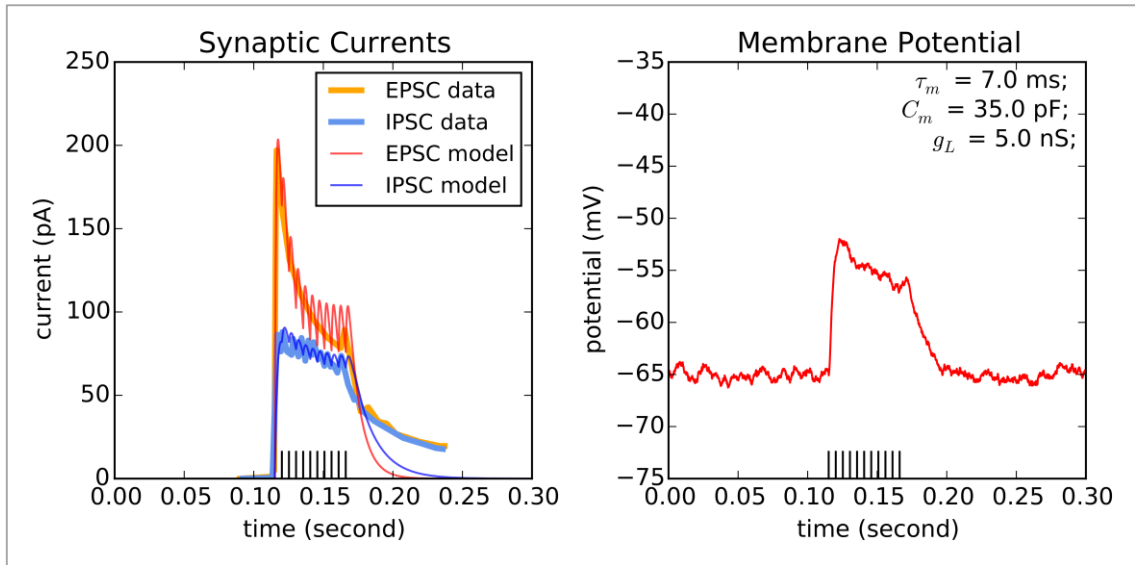 Synaptic Currents
250
200
150
100
50
0
current (pA)
EPSC data
IPSC data
EPSC model
IPSC model
0.00 0.05 0.10 0.15 0.20 0.25 0.30
time (second)
Membrane Potential
−35
−40
−45
−50
−55
−60
−65
−70
−75
potential (mV)
τm = 7.0 ms;
Cm = 35.0 pF;
gL = 5.0 nS;
0.00 0.05 0.10 0.15 0.20 0.25 0.30
time (second)